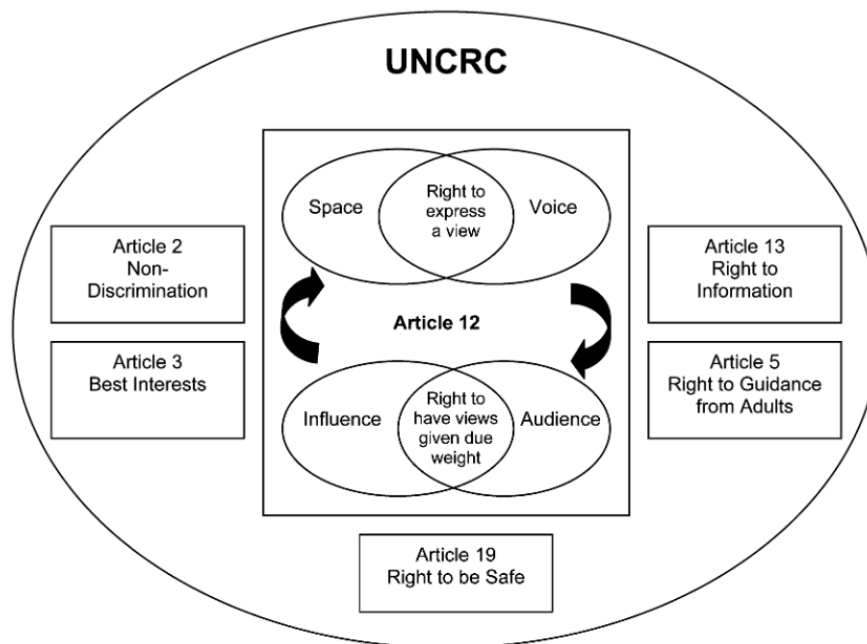 UNCRC
Space
Right to
express
a view
Voice
Article 2
Non-
Discrimination
Article 13
Right to
Information
Article 12
Article 3
Best Interests
Article 5
Right to Guidance
from Adults
Influence
Right to
have views
given due
weight
Audience
Article 19
Right to be Safe